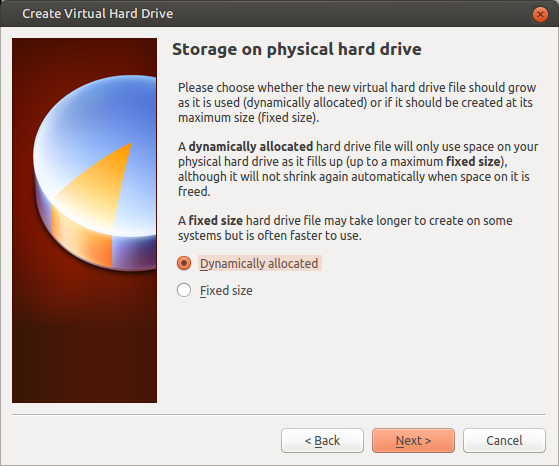 Create Virtual Hard Drive
Storage on physical hard drive
Please choose whether the new virtual hard drive file should grow
as it is used (dynamically allocated) or if it should be created at its
maximum size (fixed size).
A dynamically allocated hard drive file will only use space on your
physical hard drive as it fills up (up to a maximum fixed size),
although it will not shrink again automatically when space on it is
freed.
A fixed size hard drive file may take longer to create on some
systems but is often faster to use.
Dynamically allocated
Fixed size
< Back
Next >
Cancel